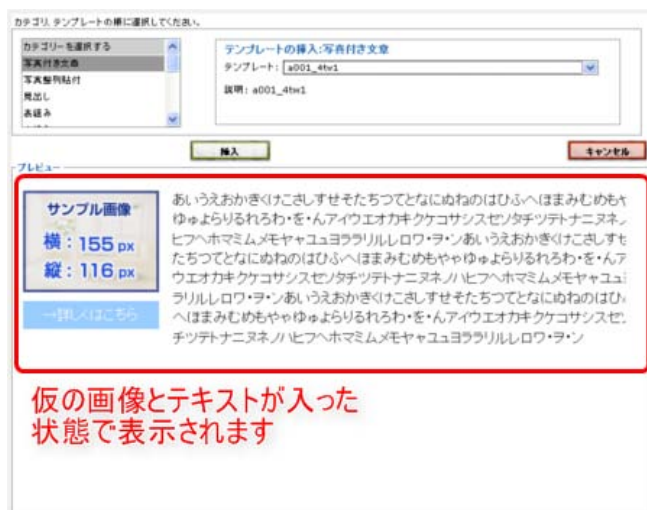 カテゴリ、テンプレートの順に選択してください。
カテゴリーを選択する
写真付き文章
写真整列貼付
見出し
表組み
テンプレートの挿入:写真付き文章
テンプレート: a001_4tw1
説明: a001_4tw1
挿入
キャンセル
プレビュー
サンプル画像
横:155 px
縦:116 px
→詳しくはこちら
あいうえおかきくけこさしすせそたちつてとなにぬねのはひふへほまみむめもや
ゆゅよらりるれろわ・を・んアイウエオカキクケコサシスセソタチツテトナニヌネノ
ヒフヘホマミムメモヤャユュヨララリルレロワ・ヲ・ンあいうえおかきくけこさしすせ
たちつてとなにぬねのはひふへほまみむめもやゃゆゅよらりるれろわ・を・んア
ウエオカキクケコサシスセソタチツテトナニヌネノハヒフヘホマミムメモヤャユュ
ラリルレロワ・ヲ・ンあいうえおかきくけこさしすせそたちつてとなにぬねのはひ
へほまみむめもやゃゆゅよらりるれろわ・を・んアイウエオカキクケコサシスセ
チツテトナニヌネノハヒフヘホマミムメモヤャユュヨララリルレロワ・ヲ・ン
仮の画像とテキストが入った
状態で表示されます